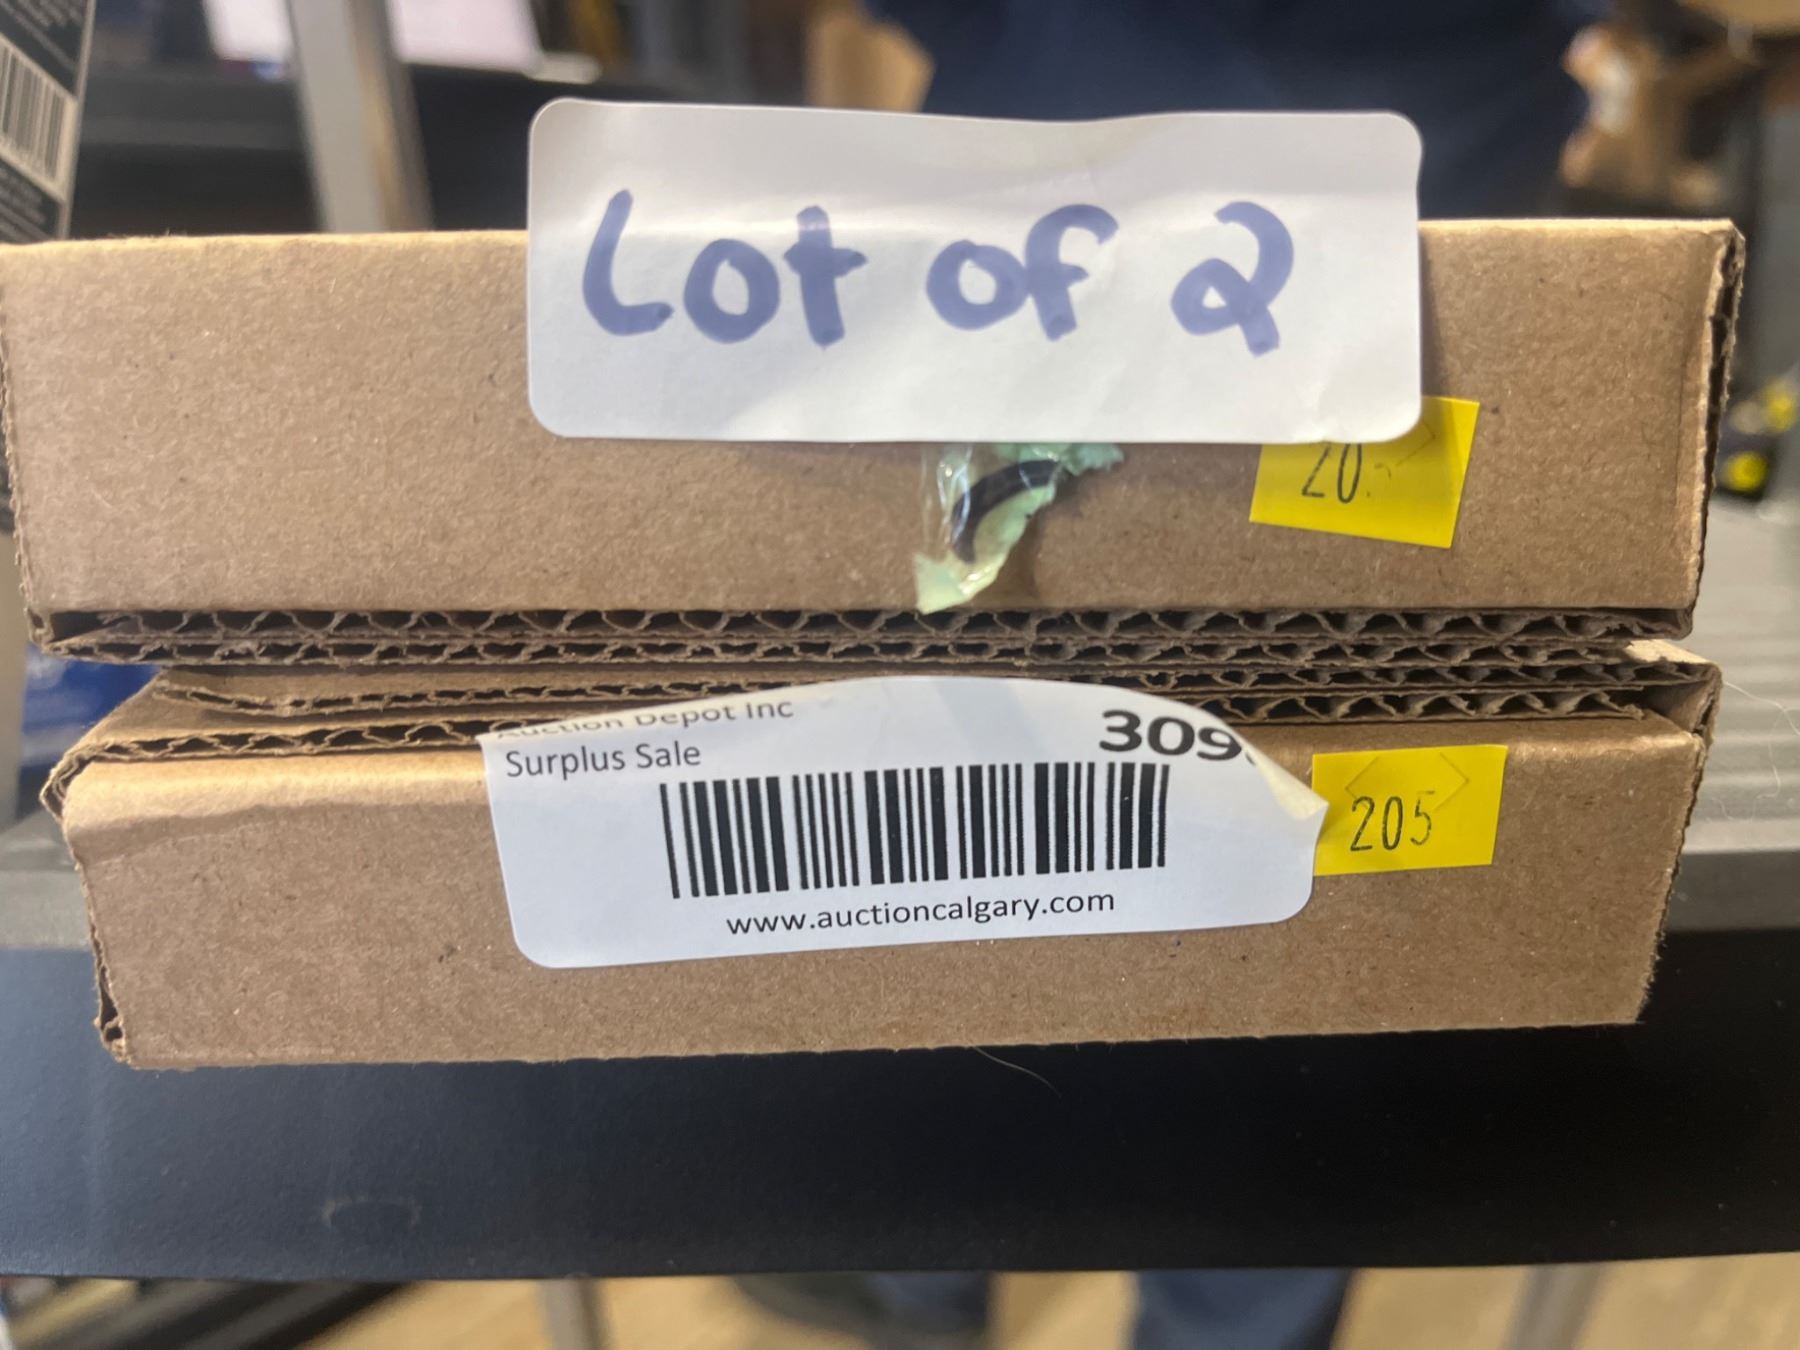 Lot of 2
20
Auction Depot Inc
Surplus Sale
309
205
www.auctioncalgary.com